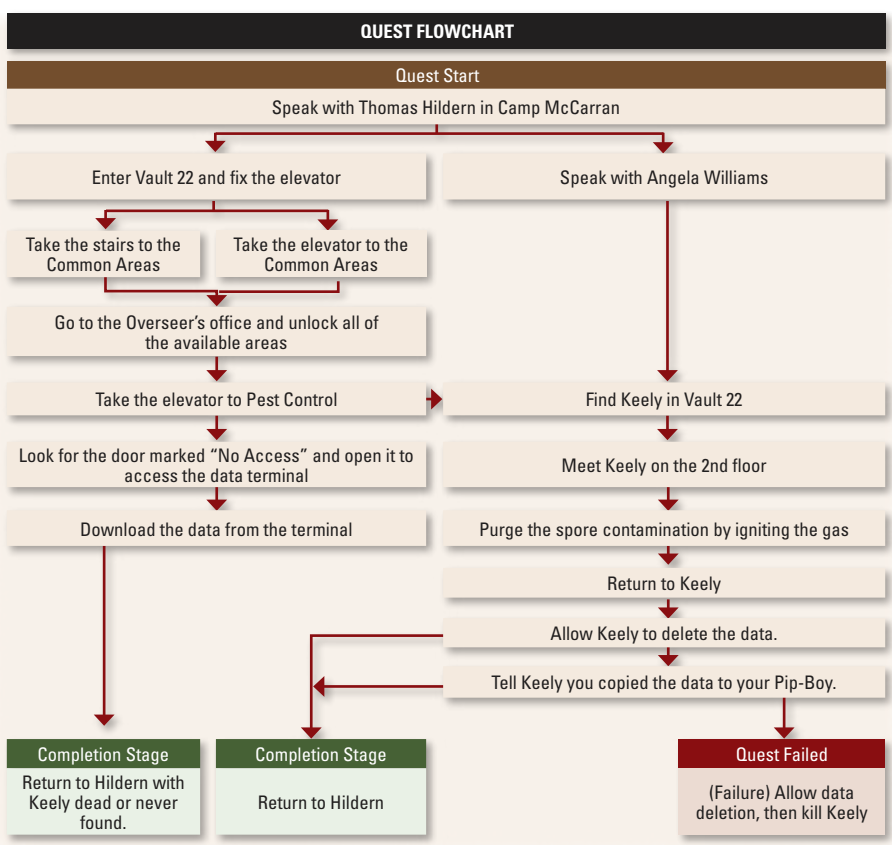 QUEST FLOWCHART
Quest Start
Speak with Thomas Hildern in Camp McCarran
Enter Vault 22 and fix the elevator
Speak with Angela Williams
Take the stairs to the
Common Areas
Take the elevator to the
Common Areas
Go to the Overseer's office and unlock all of
the available areas
Take the elevator to Pest Control
Find Keely in Vault 22
Look for the door marked “No Access” and open it to
access the data terminal
Meet Keely on the 2nd floor
Download the data from the terminal
Purge the spore contamination by igniting the gas
Return to Keely
Allow Keely to delete the data.
Tell Keely you copied the data to your Pip-Boy.
Completion Stage
Return to Hildern with
Keely dead or never
found.
Completion Stage
Return to Hildern
Quest Failed
(Failure) Allow data
deletion, then kill Keely